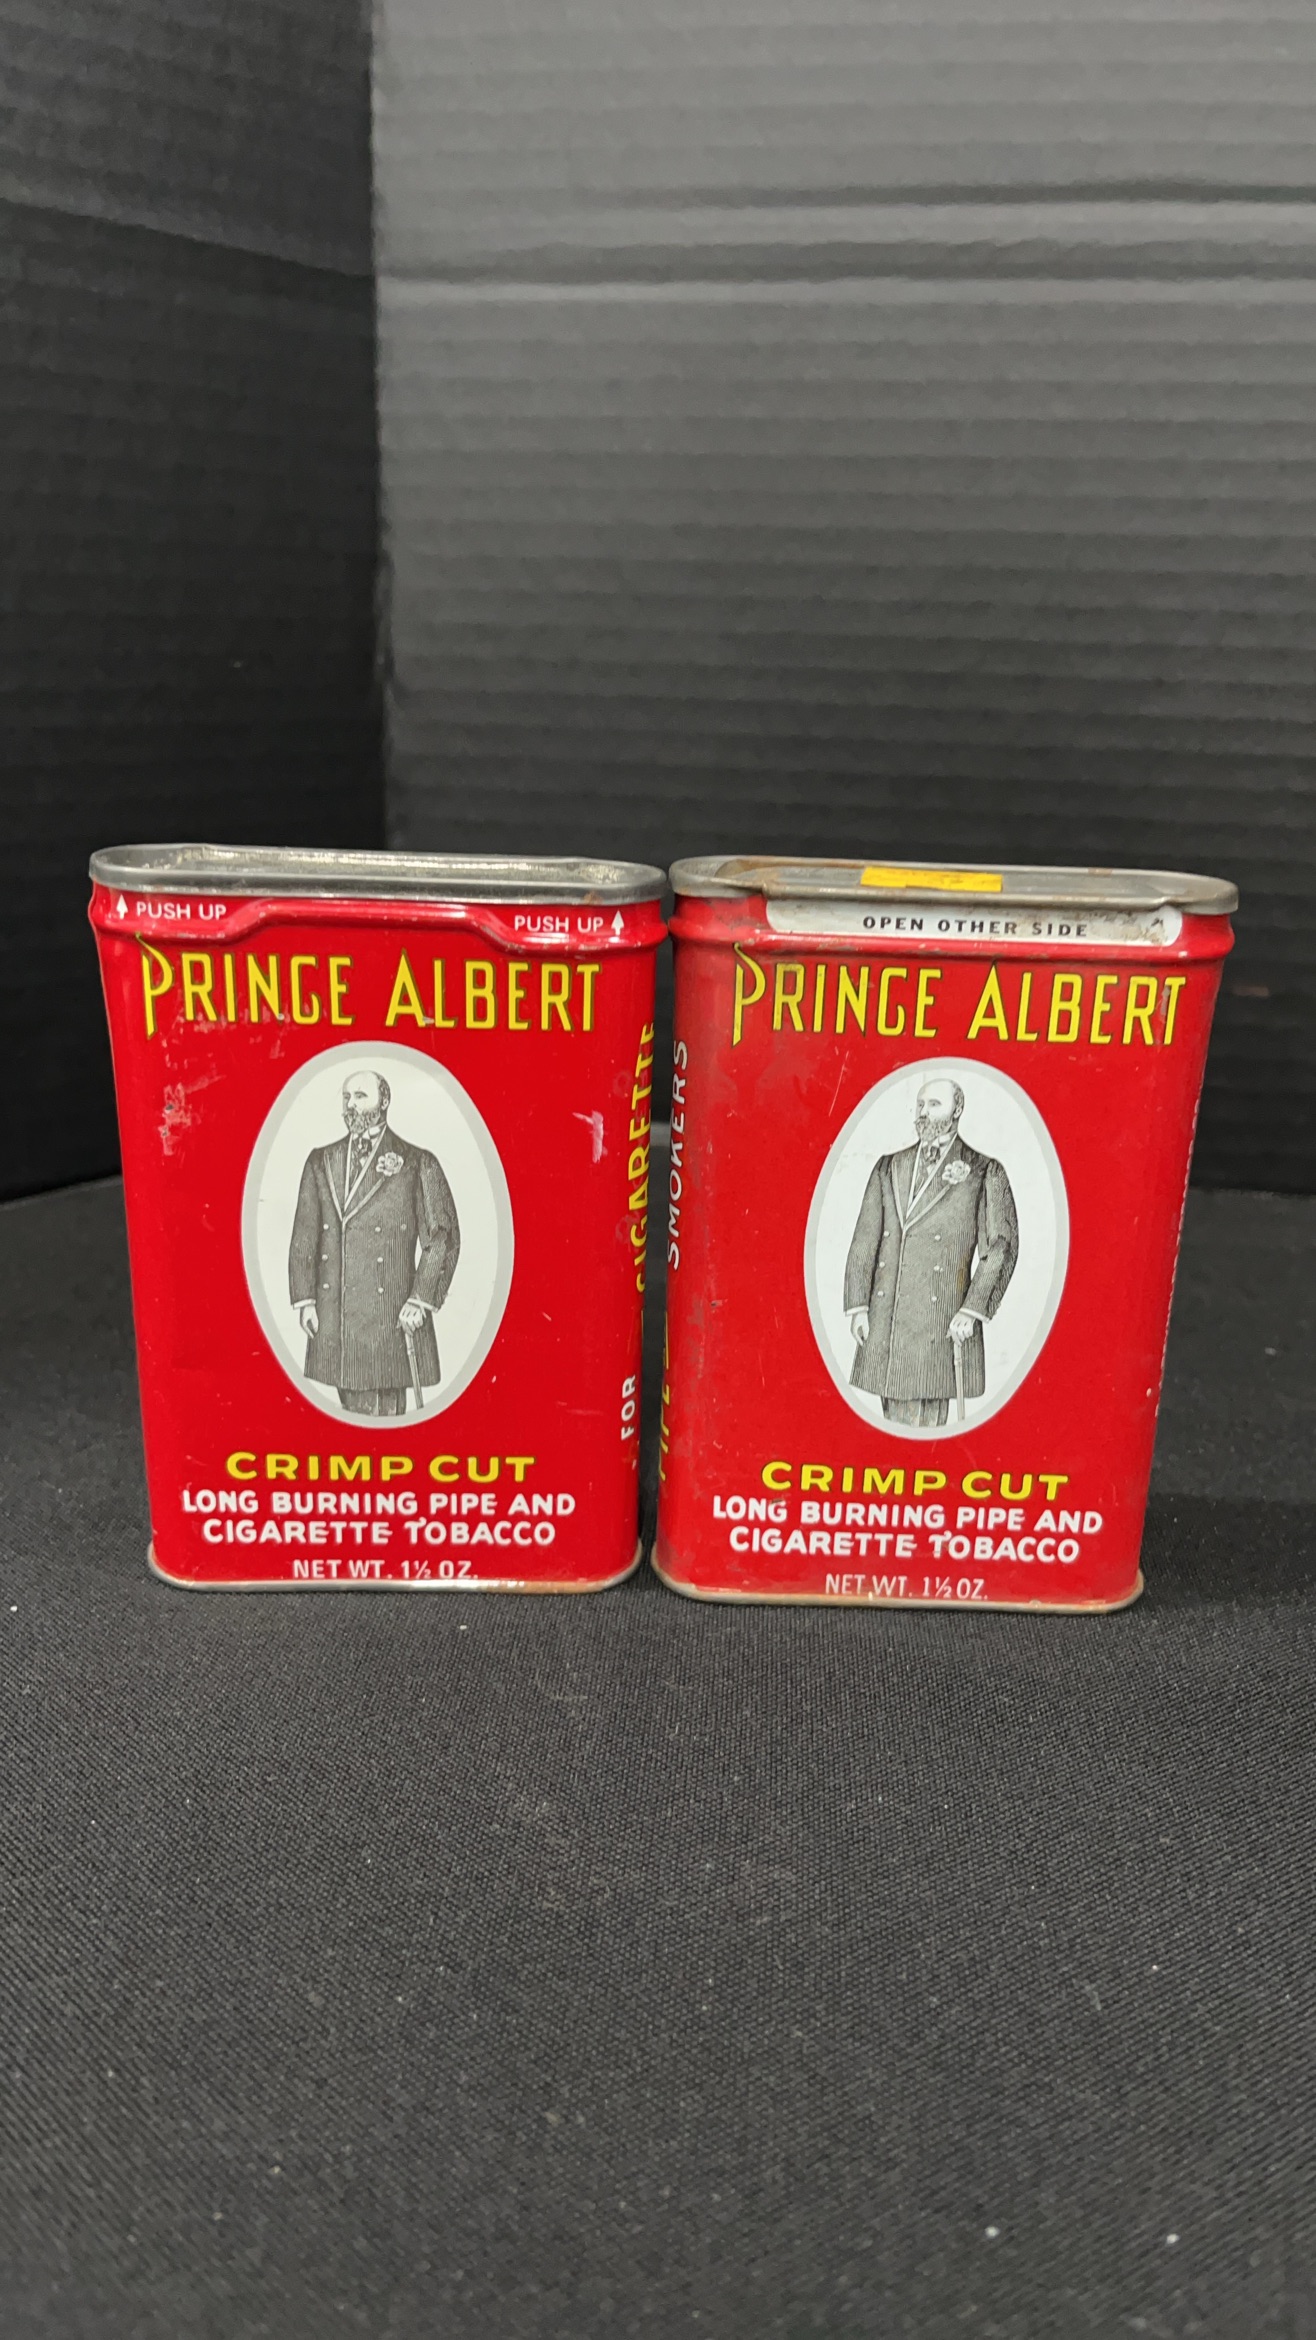 PUSH UP PUSH UP
PRINCE ALBERT
CRIMP CUT
LONG BURNING PIPE AND
CIGARETTE TOBACCO
NET WT. 1½ OZ.
FOR CIGARETTE
PIPE SMOKERS
OPEN OTHER SIDE
PRINCE ALBERT
CRIMP CUT
LONG BURNING PIPE AND
CIGARETTE TOBACCO
NET WT. 1½ OZ.